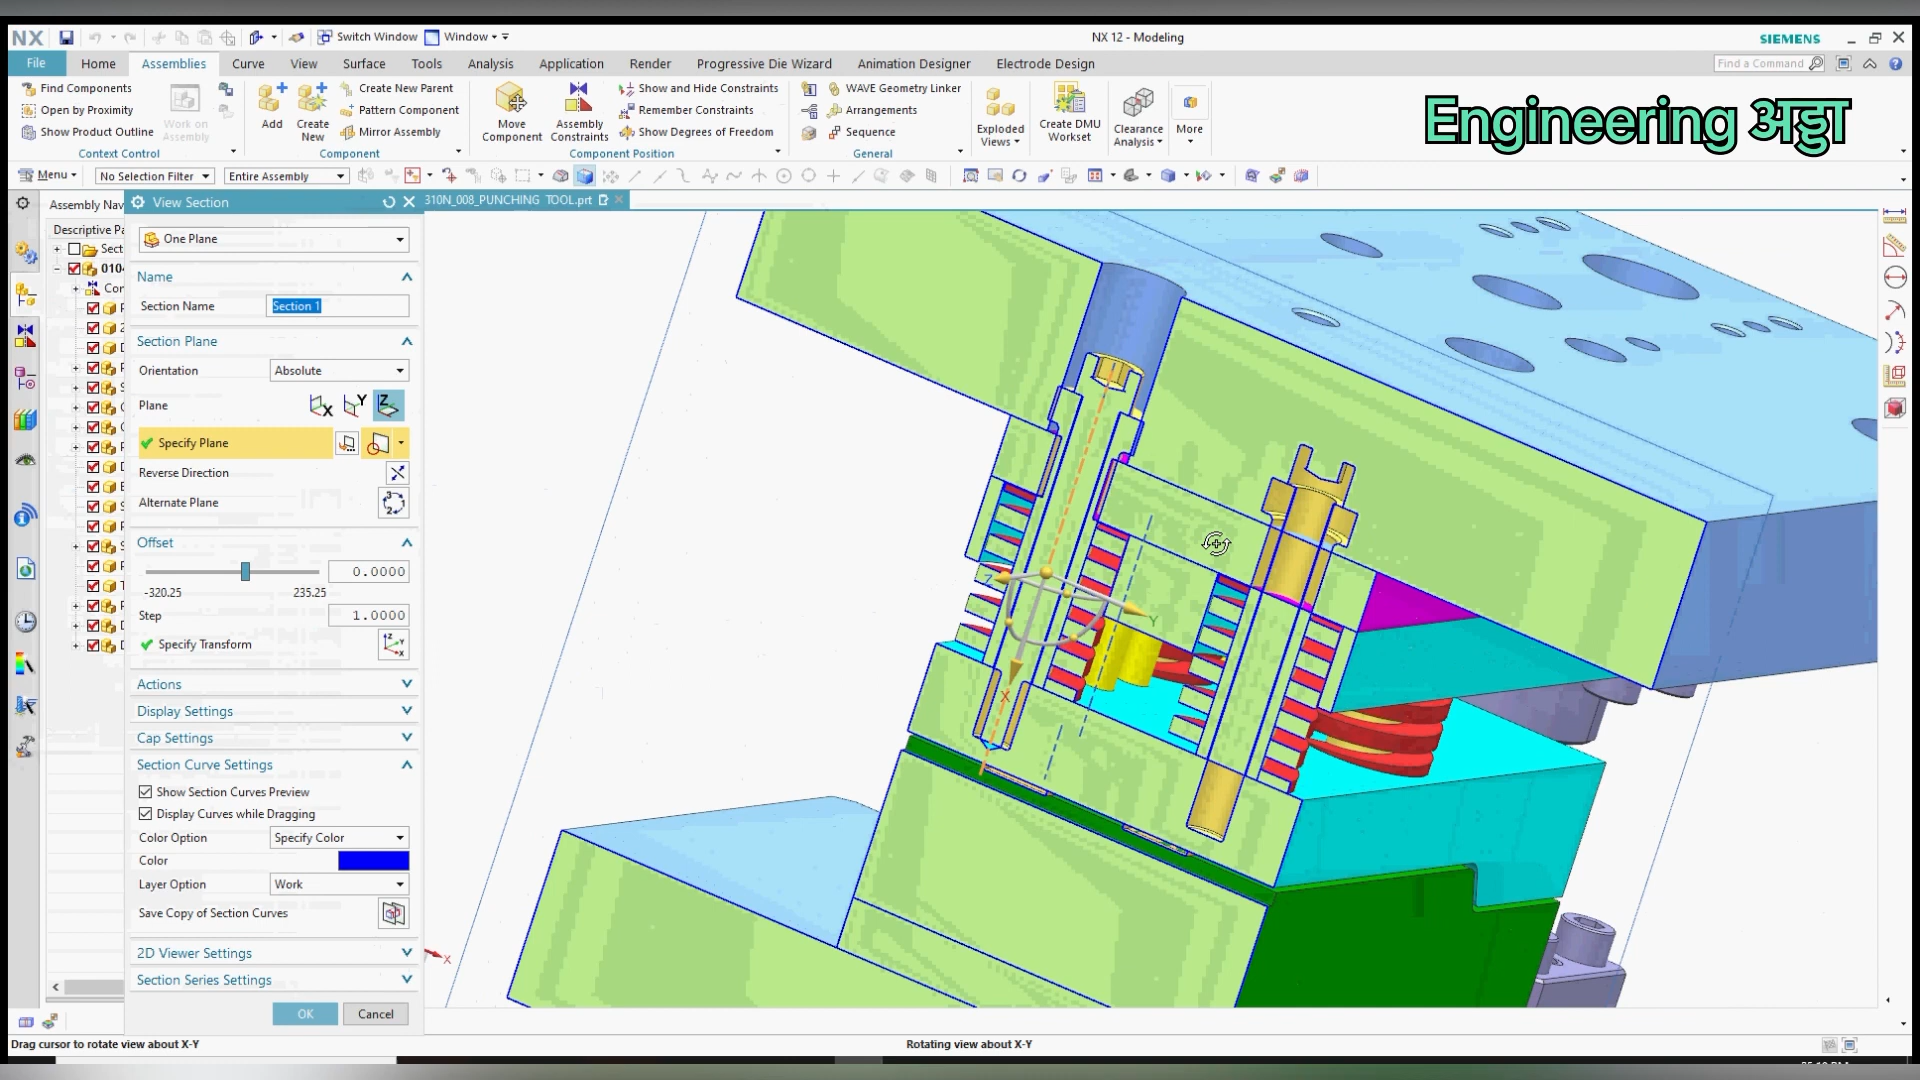 NX
Switch Window
Window
NX 12 - Modeling
SIEMENS
File
Home
Assemblies
Curve
View
Surface
Tools
Analysis
Application
Render
Progressive Die Wizard
Animation Designer
Electrode Design
Find a Command
Find Components
Open by Proximity
Show Product Outline
Work on Assembly
Context Control
Add
Create New
Create New Parent
Pattern Component
Mirror Assembly
Component
Move Component
Assembly Constraints
Show and Hide Constraints
Remember Constraints
Show Degrees of Freedom
Component Position
WAVE Geometry Linker
Arrangements
Sequence
General
Exploded Views
Create DMU Workset
Clearance Analysis
More
Engineering अड्डा
Menu
No Selection Filter
Entire Assembly
Assembly Nav
Descriptive Pa
Sect
0104
Con
View Section
310N_008_PUNCHING TOOL.prt
One Plane
Name
Section Name
Section 1
Section Plane
Orientation
Absolute
Plane
X
Y
Z
Specify Plane
Reverse Direction
Alternate Plane
Offset
0.0000
-320.25
235.25
Step
1.0000
Specify Transform
Actions
Display Settings
Cap Settings
Section Curve Settings
Show Section Curves Preview
Display Curves while Dragging
Color Option
Specify Color
Color
Layer Option
Work
Save Copy of Section Curves
2D Viewer Settings
Section Series Settings
OK
Cancel
Z
Y
X
X
Drag cursor to rotate view about X-Y
Rotating view about X-Y